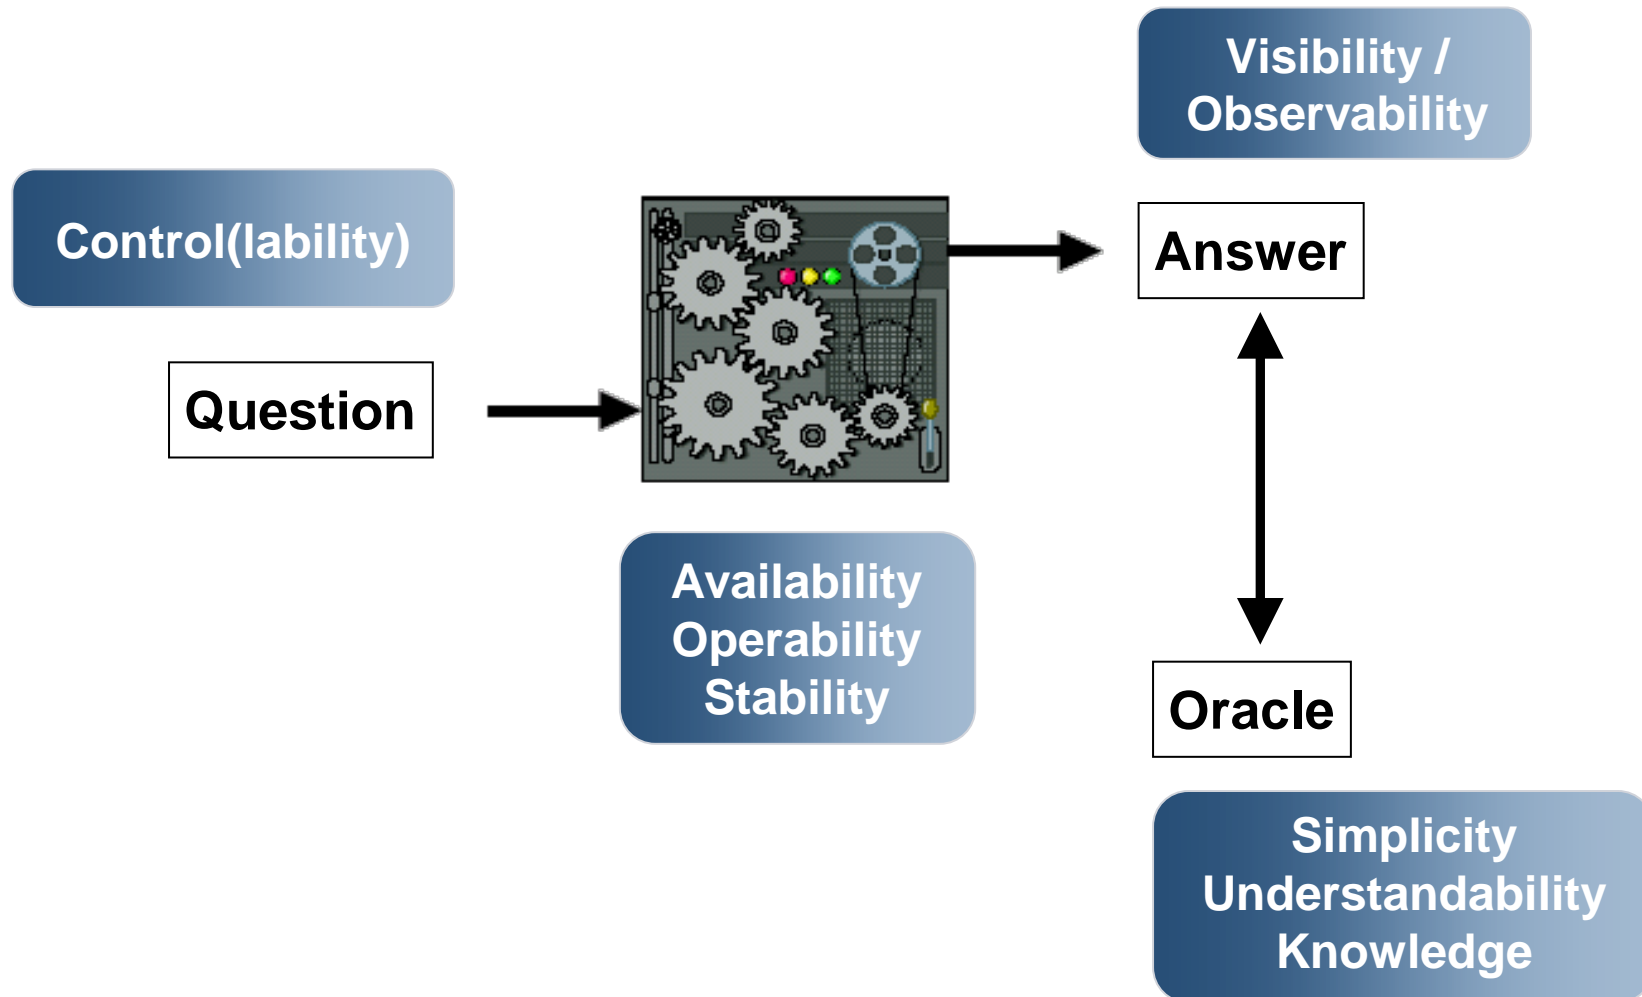 Visibility /
Observability
Control(lability)
Answer
Question
Availability
Operability
Stability
Oracle
Simplicity
Understandability
Knowledge